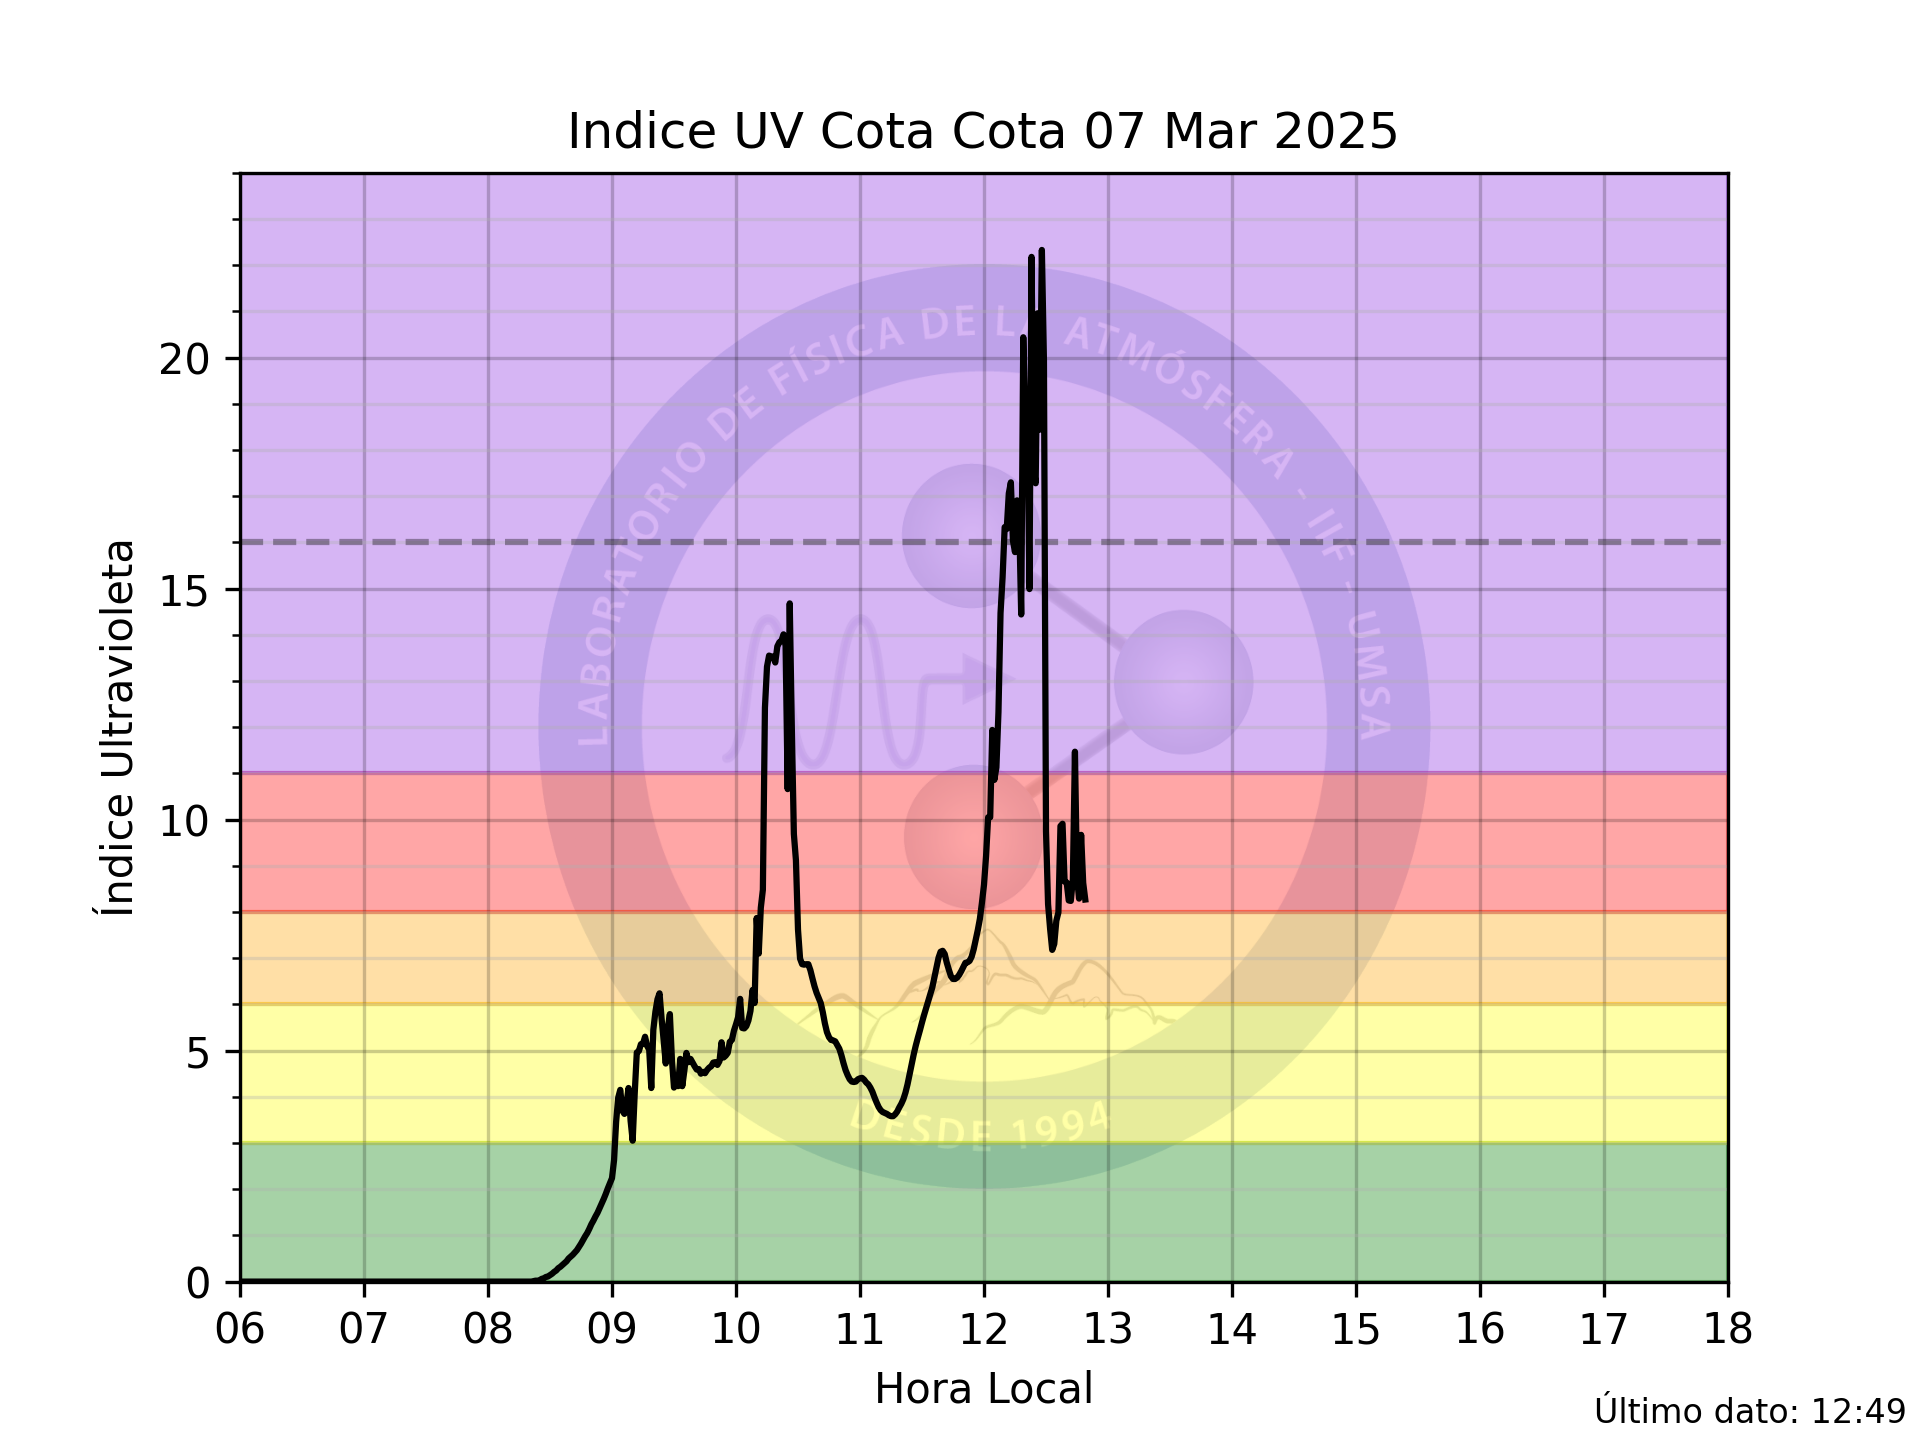 Indice UV Cota Cota 07 Mar 2025
Índice Ultravioleta
20
15
10
5
0
LABORATORIO DE FÍSICA DE LA ATMÓSFERA - IIF - UMSA
DESDE 1994
06 07 08 09 10 11 12 13 14 15 16 17 18
Hora Local
Último dato: 12:49